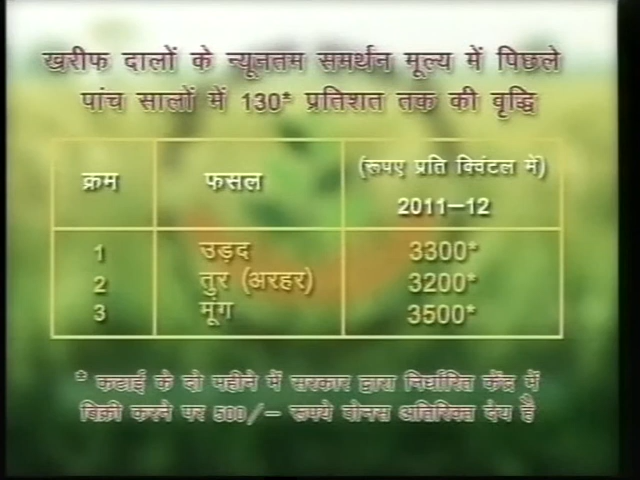 खरीफ दालों के न्यूनतम समर्थन मूल्य में पिछले
पांच सालों में 130* प्रतिशत तक की वृद्धि
क्रम फसल (रूपए प्रति क्विंटल में)
2011–12
1 उड़द 3300*
2 तुर (अरहर) 3200*
3 मूंग 3500*
* कटाई के दो महीने में सरकार द्वारा निर्धारित केंद्र में
बिक्री करने पर 500/– रूपये बोनस अतिरिक्त देय है